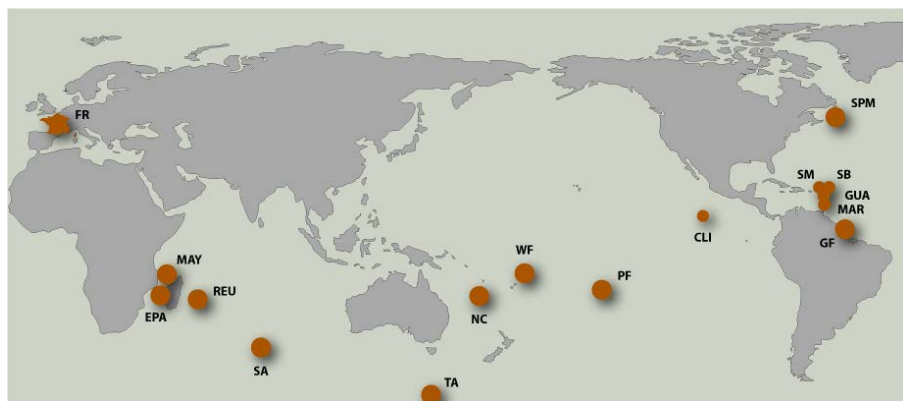 FR
SPM
SM SB
GUA
MAR
GF
CLI
WF
MAY
PF
REU
NC
EPA
SA
TA